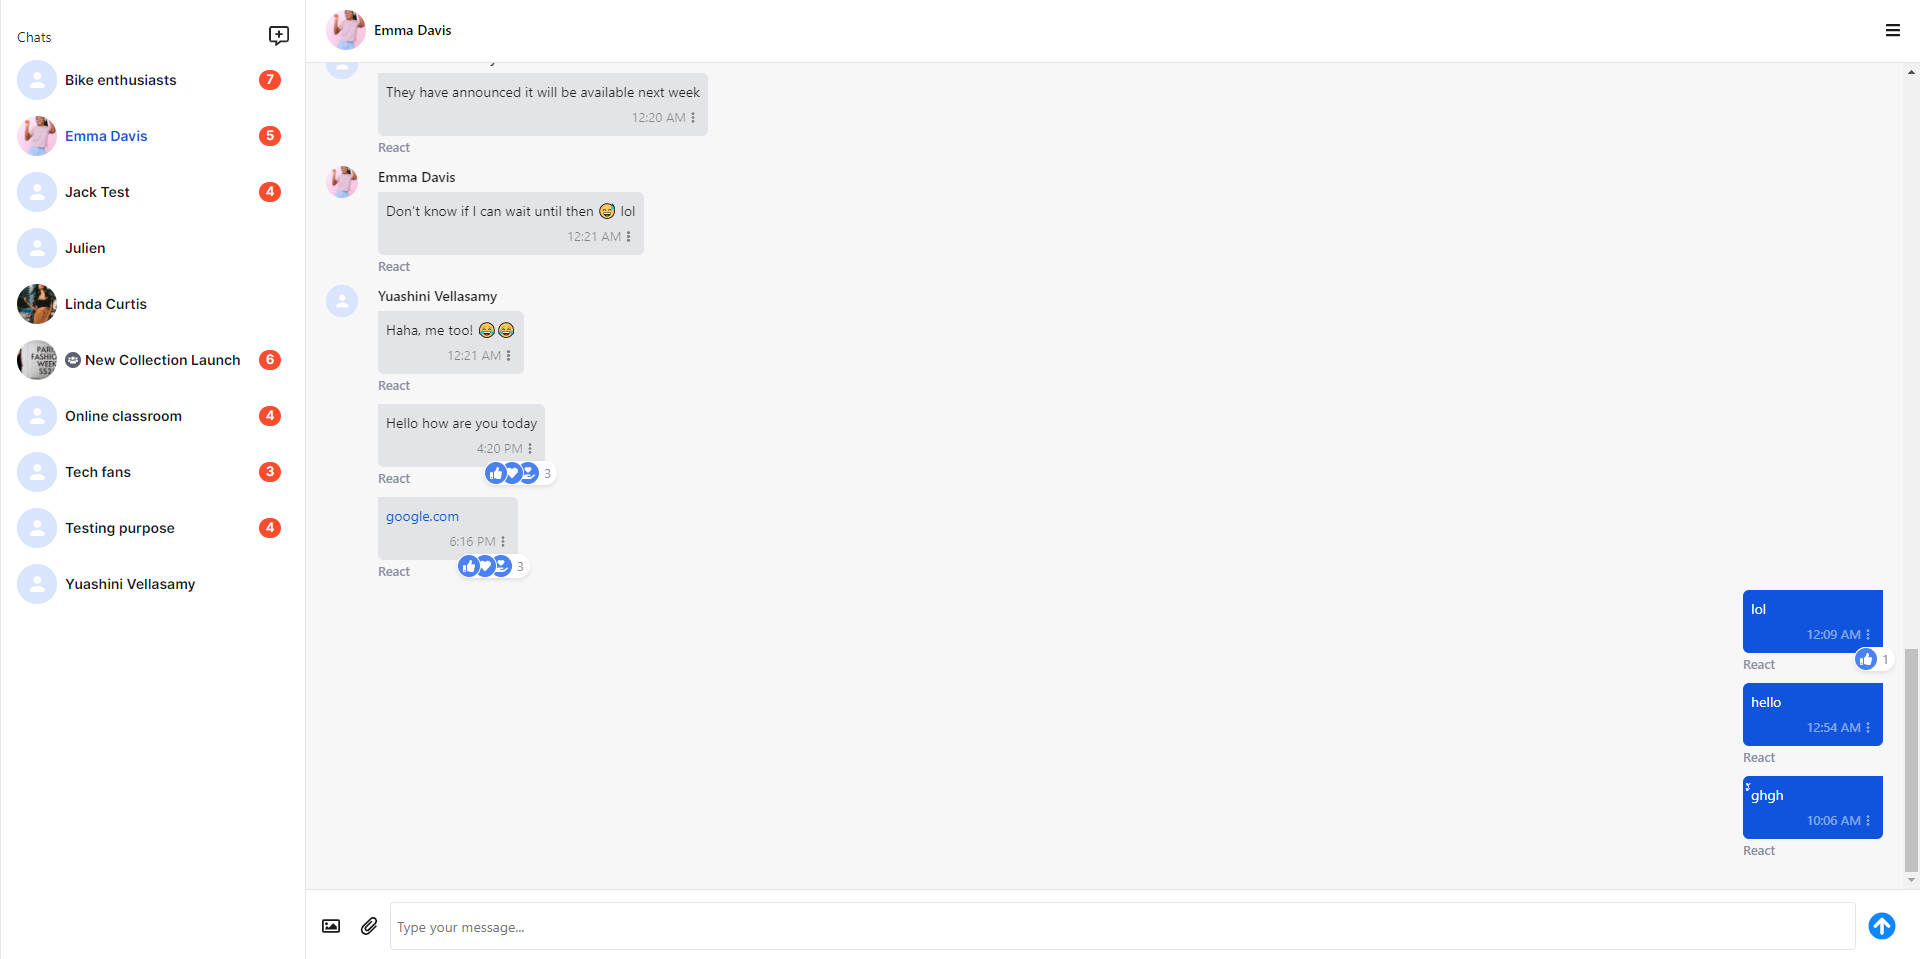 Chats
Bike enthusiasts 7
Emma Davis 5
Jack Test 4
Julien
Linda Curtis
New Collection Launch 6
Online classroom 4
Tech fans 3
Testing purpose 4
Yuashini Vellasamy
Emma Davis
They have announced it will be available next week
12:20 AM
React
Emma Davis
Don't know if I can wait until then 😅 lol
12:21 AM
React
Yuashini Vellasamy
Haha, me too! 😂😂
12:21 AM
React
Hello how are you today
4:20 PM
React 3
google.com
6:16 PM
React 3
lol
12:09 AM
React 1
hello
12:54 AM
React
ghgh
10:06 AM
React
Type your message...